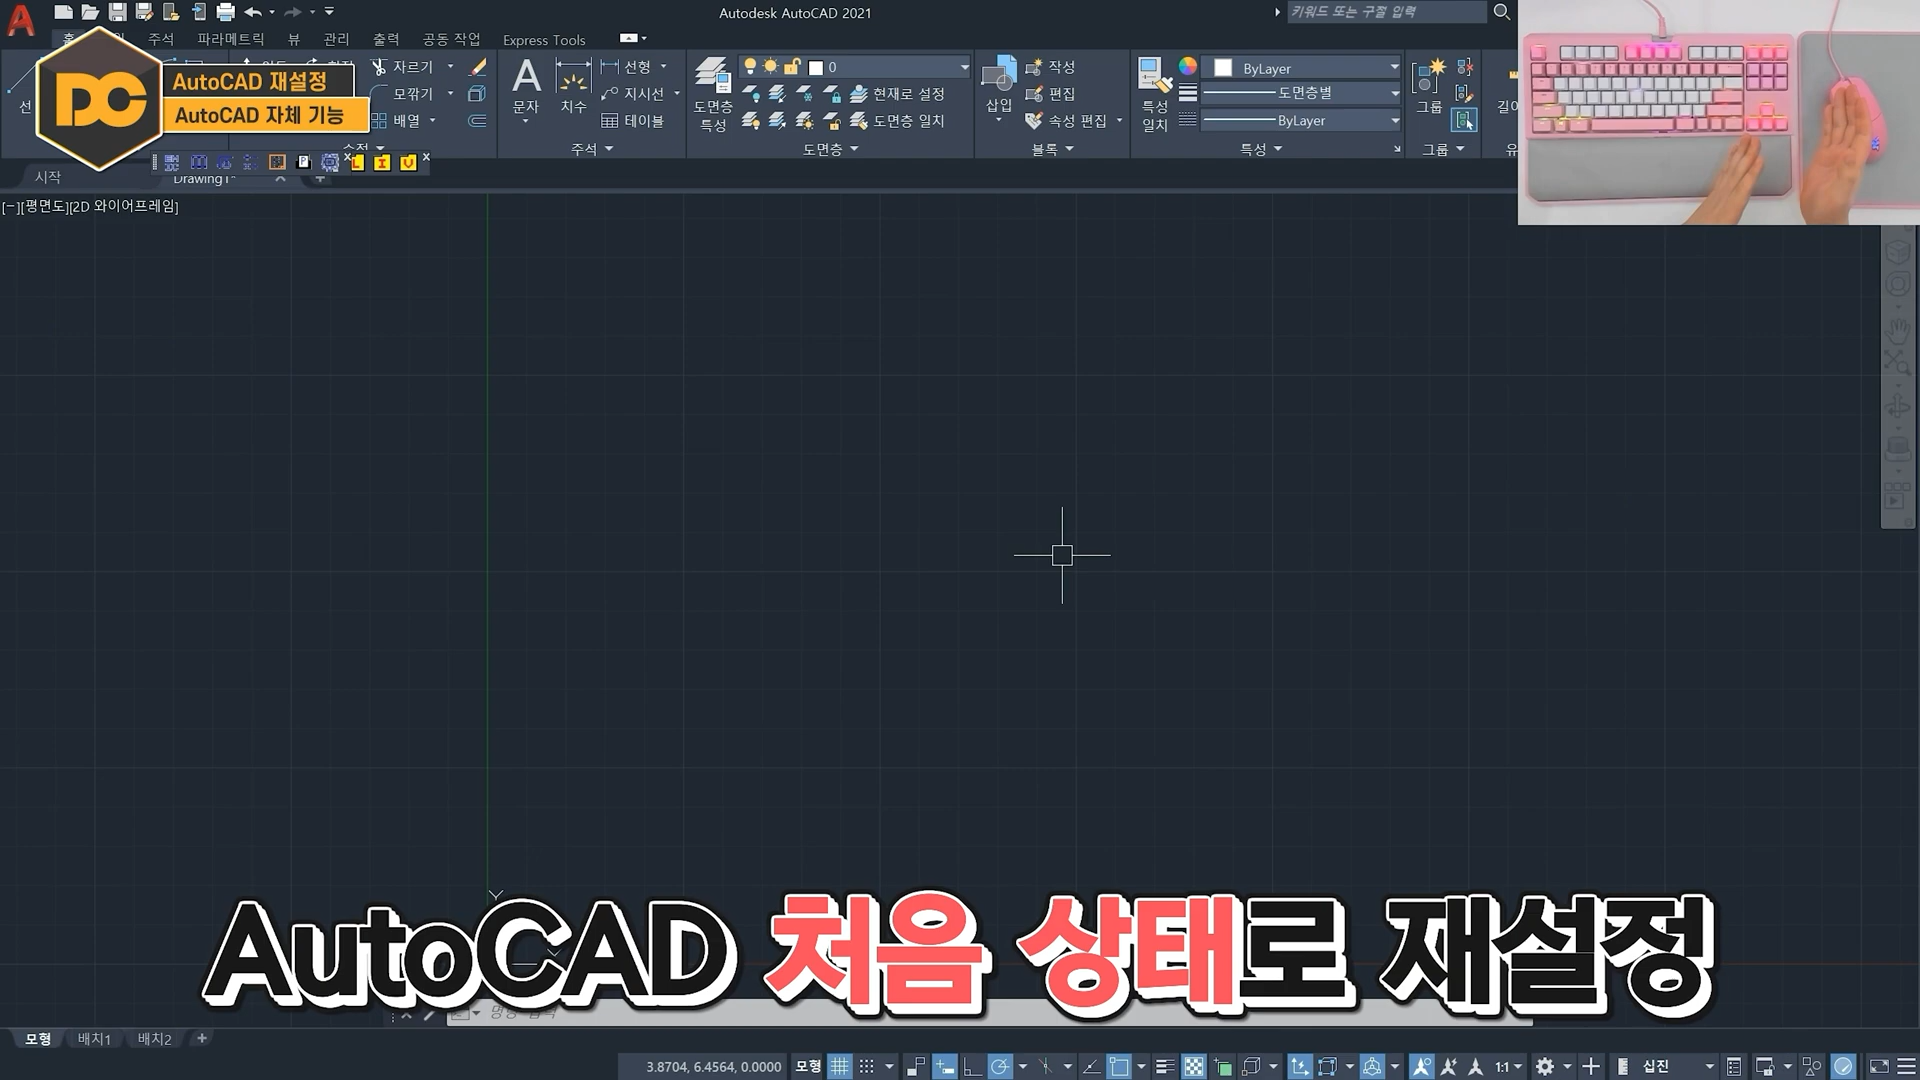 Autodesk AutoCAD 2021
키워드 또는 구절 입력
주석 파라메트릭 뷰 관리 출력 공동 작업 Express Tools
DC
AutoCAD 재설정
AutoCAD 자체 기능
선
자르기
모깎기
배열
문자
치수
선형
지시선
테이블
주석
도면층
특성
0
현재로 설정
도면층 일치
도면층
삽입
작성
편집
속성 편집
블록
특성
일치
ByLayer
도면층별
ByLayer
특성
그룹
그룹
시작
Drawing1*
[−][평면도][2D 와이어프레임]
Y
AutoCAD 처음 상태로 재설정
모형 배치1 배치2 +
3.8704, 6.4564, 0.0000 모형 1:1 십진